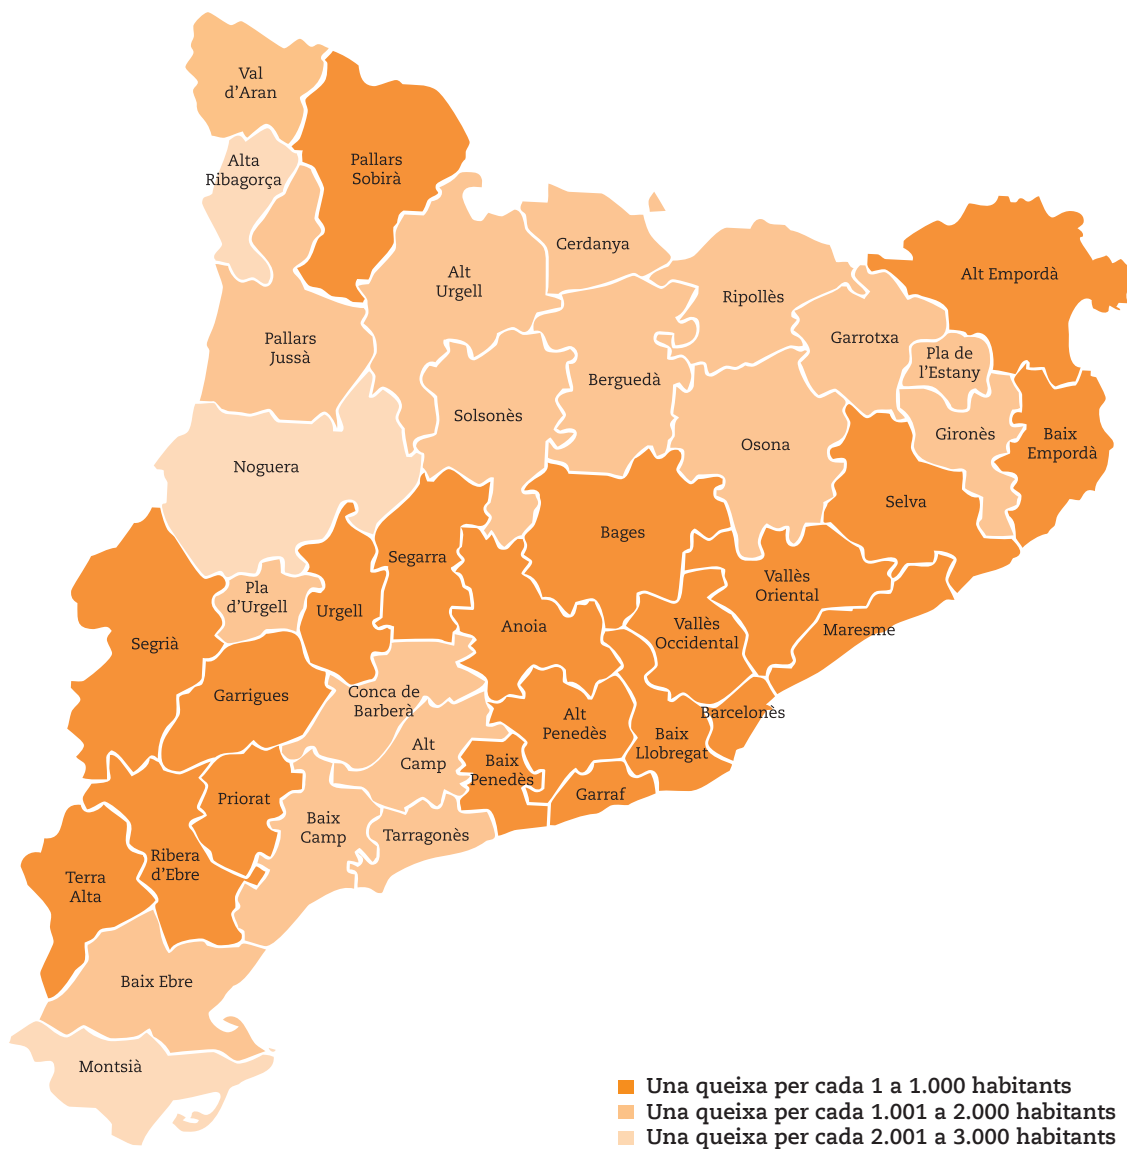 Val
d’Aran
Alta
Ribagorça
Pallars
Sobirà
Cerdanya
Alt
Urgell
Alt Empordà
Ripollès
Pallars
Jussà
Garrotxa
Pla de
l’Estany
Berguedà
Solsonès
Osona
Gironès
Baix
Empordà
Noguera
Selva
Bages
Segarra
Vallès
Oriental
Pla
d’Urgell
Urgell
Anoia
Vallès
Occidental
Maresme
Segrià
Garrigues
Conca de
Barberà
Barcelonès
Alt
Penedès
Baix
Llobregat
Alt
Camp
Baix
Penedès
Garraf
Priorat
Baix
Camp
Tarragonès
Ribera
d’Ebre
Terra
Alta
Baix Ebre
Montsià
Una queixa per cada 1 a 1.000 habitants
Una queixa per cada 1.001 a 2.000 habitants
Una queixa per cada 2.001 a 3.000 habitants